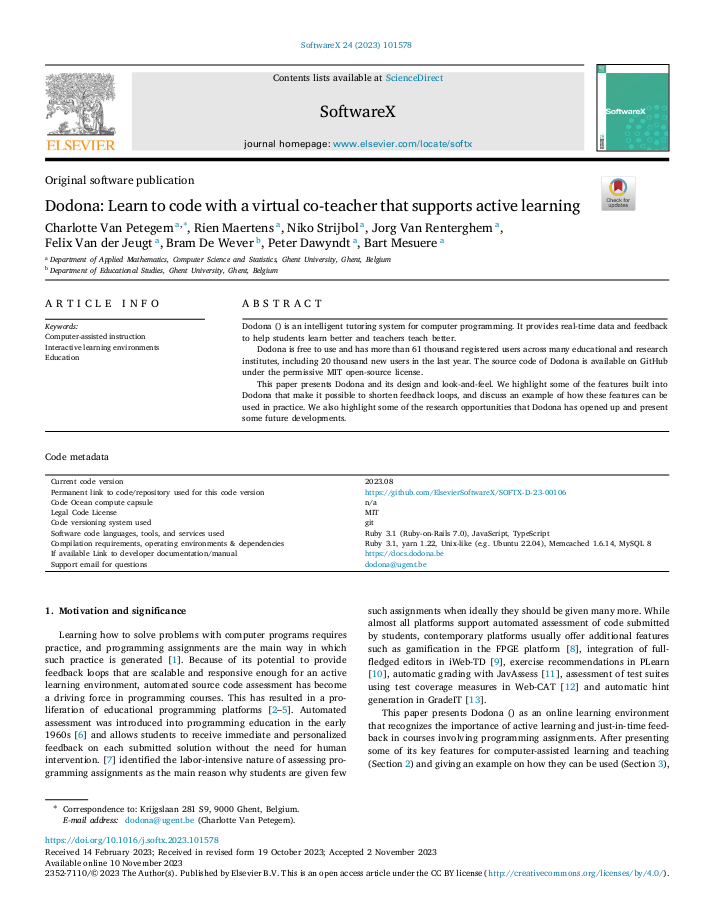 SoftwareX 24 (2023) 101578
Contents lists available at ScienceDirect
SoftwareX
journal homepage: www.elsevier.com/locate/softx
ELSEVIER
SoftwareX
Original software publication
Check for
updates
Dodona: Learn to code with a virtual co-teacher that supports active learning
Charlotte Van Petegem a,*, Rien Maertens a, Niko Strijbol a, Jorg Van Renterghem a,
Felix Van der Jeugt a, Bram De Wever b, Peter Dawyndt a, Bart Mesuere a
a Department of Applied Mathematics, Computer Science and Statistics, Ghent University, Ghent, Belgium
b Department of Educational Studies, Ghent University, Ghent, Belgium
ARTICLE INFO
Keywords:
Computer-assisted instruction
Interactive learning environments
Education
ABSTRACT
Dodona () is an intelligent tutoring system for computer programming. It provides real-time data and feedback
to help students learn better and teachers teach better.
Dodona is free to use and has more than 61 thousand registered users across many educational and research
institutes, including 20 thousand new users in the last year. The source code of Dodona is available on GitHub
under the permissive MIT open-source license.
This paper presents Dodona and its design and look-and-feel. We highlight some of the features built into
Dodona that make it possible to shorten feedback loops, and discuss an example of how these features can be
used in practice. We also highlight some of the research opportunities that Dodona has opened up and present
some future developments.
Code metadata
Current code version 2023.08
Permanent link to code/repository used for this code version https://github.com/ElsevierSoftwareX/SOFTX-D-23-00106
Code Ocean compute capsule n/a
Legal Code License MIT
Code versioning system used git
Software code languages, tools, and services used Ruby 3.1 (Ruby-on-Rails 7.0), JavaScript, TypeScript
Compilation requirements, operating environments & dependencies Ruby 3.1, yarn 1.22, Unix-like (e.g. Ubuntu 22.04), Memcached 1.6.14, MySQL 8
If available Link to developer documentation/manual https://docs.dodona.be
Support email for questions dodona@ugent.be
1. Motivation and significance
Learning how to solve problems with computer programs requires
practice, and programming assignments are the main way in which
such practice is generated [1]. Because of its potential to provide
feedback loops that are scalable and responsive enough for an active
learning environment, automated source code assessment has become
a driving force in programming courses. This has resulted in a pro-
liferation of educational programming platforms [2–5]. Automated
assessment was introduced into programming education in the early
1960s [6] and allows students to receive immediate and personalized
feedback on each submitted solution without the need for human
intervention. [7] identified the labor-intensive nature of assessing pro-
gramming assignments as the main reason why students are given few
such assignments when ideally they should be given many more. While
almost all platforms support automated assessment of code submitted
by students, contemporary platforms usually offer additional features
such as gamification in the FPGE platform [8], integration of full-
fledged editors in iWeb-TD [9], exercise recommendations in PLearn
[10], automatic grading with JavAssess [11], assessment of test suites
using test coverage measures in Web-CAT [12] and automatic hint
generation in GradeIT [13].
This paper presents Dodona () as an online learning environment
that recognizes the importance of active learning and just-in-time feed-
back in courses involving programming assignments. After presenting
some of its key features for computer-assisted learning and teaching
(Section 2) and giving an example on how they can be used (Section 3),
* Correspondence to: Krijgslaan 281 S9, 9000 Ghent, Belgium.
E-mail address: dodona@ugent.be (Charlotte Van Petegem).
https://doi.org/10.1016/j.softx.2023.101578
Received 14 February 2023; Received in revised form 19 October 2023; Accepted 2 November 2023
Available online 10 November 2023
2352-7110/© 2023 The Author(s). Published by Elsevier B.V. This is an open access article under the CC BY license (http://creativecommons.org/licenses/by/4.0/).